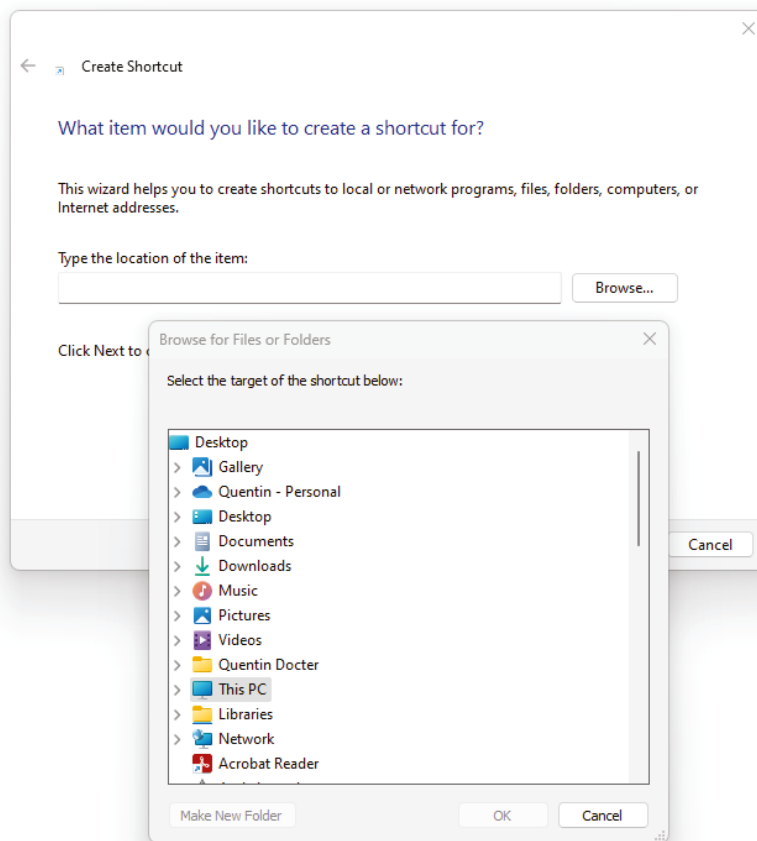 Create Shortcut
What item would you like to create a shortcut for?
This wizard helps you to create shortcuts to local or network programs, files, folders, computers, or
Internet addresses.
Type the location of the item:
Browse...
Click Next to
Cancel
Browse for Files or Folders
Select the target of the shortcut below:
Desktop
Gallery
Quentin - Personal
Desktop
Documents
Downloads
Music
Pictures
Videos
Quentin Docter
This PC
Libraries
Network
Acrobat Reader
Make New Folder
OK
Cancel